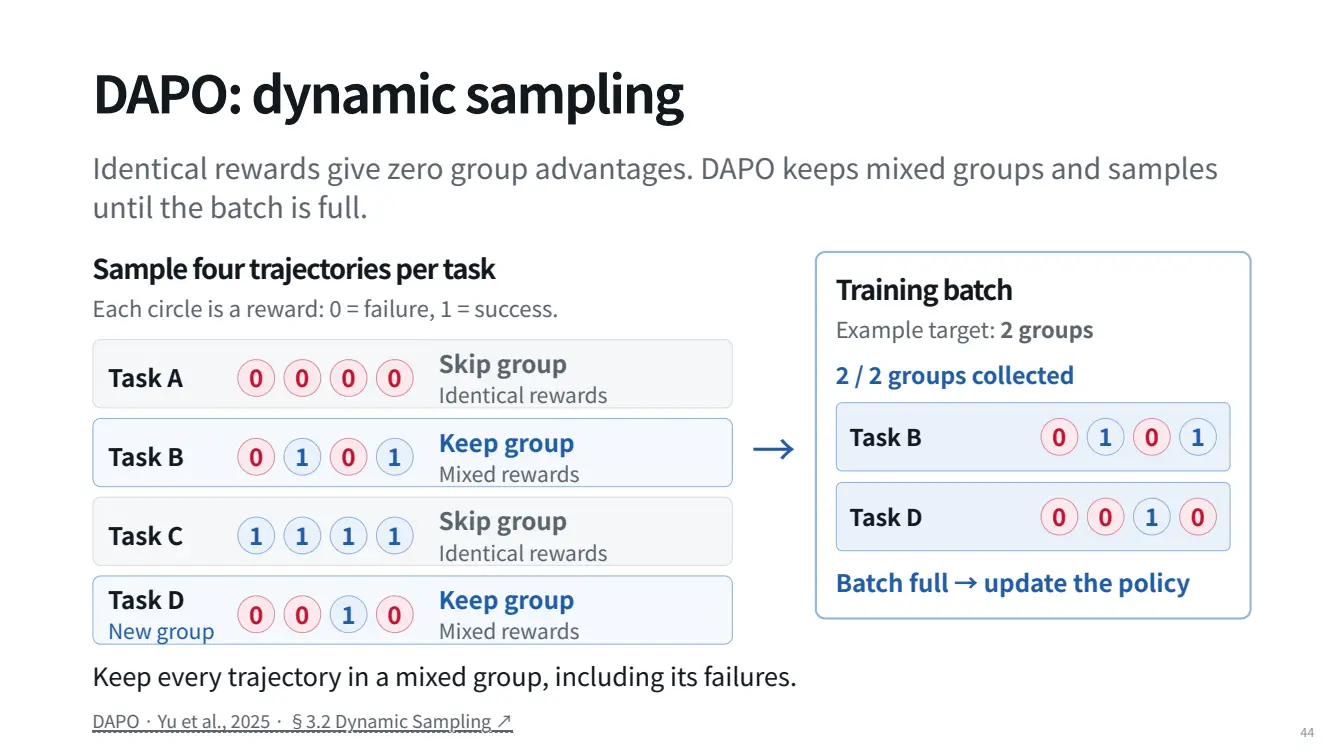 DAPO: dynamic sampling
Identical rewards give zero group advantages. DAPO keeps mixed groups and samples
until the batch is full.
Sample four trajectories per task
Each circle is a reward: 0 = failure, 1 = success.
Task A 0 0 0 0 Skip group
Identical rewards
Task B 0 1 0 1 Keep group
Mixed rewards
Task C 1 1 1 1 Skip group
Identical rewards
Task D 0 0 1 0 Keep group
New group Mixed rewards
→
Training batch
Example target: 2 groups
2 / 2 groups collected
Task B 0 1 0 1
Task D 0 0 1 0
Batch full → update the policy
Keep every trajectory in a mixed group, including its failures.
DAPO · Yu et al., 2025 · § 3.2 Dynamic Sampling ↗
44